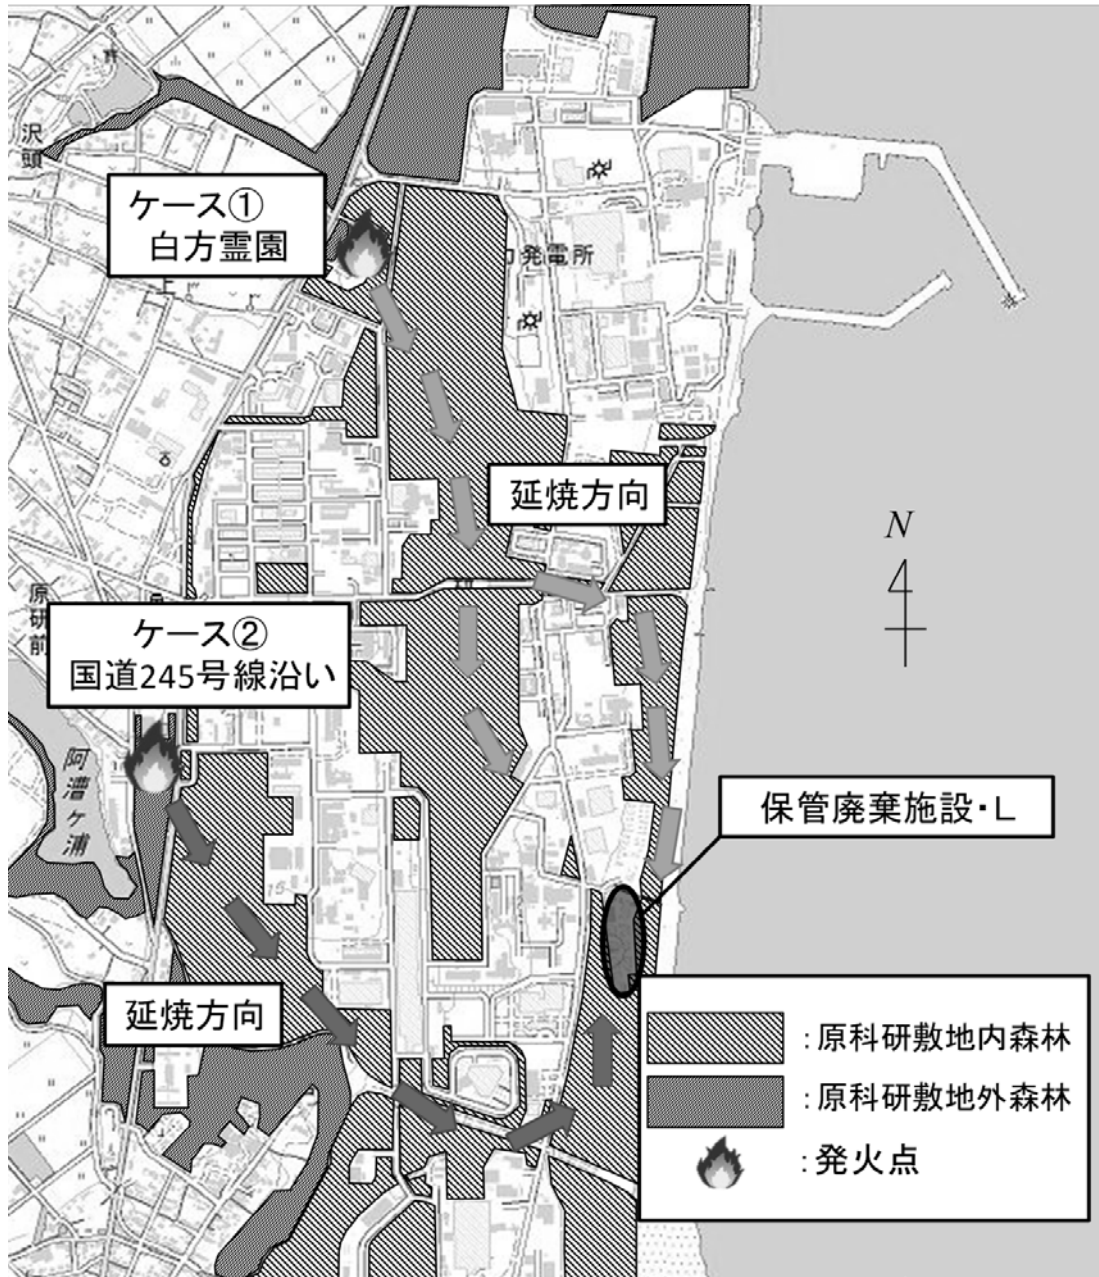 沢頭
ケース①
白方霊園
発電所
延焼方向
N
原研前
ケース②
国道245号線沿い
阿漕ヶ浦
保管廃棄施設・L
15
延焼方向
:原科研敷地内森林
:原科研敷地外森林
:発火点